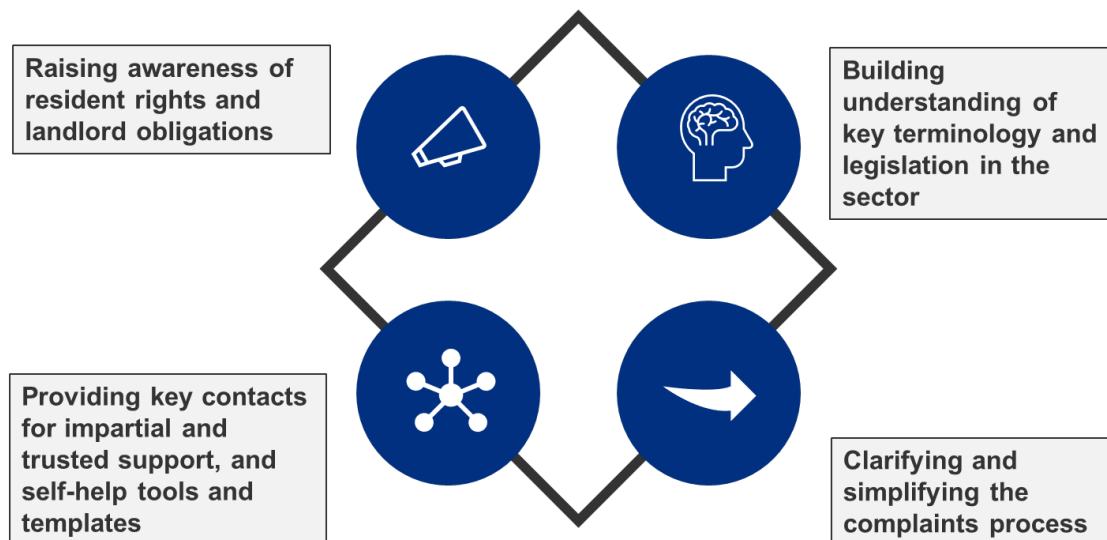 Raising awareness of
resident rights and
landlord obligations
Building
understanding of
key terminology and
legislation in the
sector
Providing key contacts
for impartial and
trusted support, and
self-help tools and
templates
Clarifying and
simplifying the
complaints process